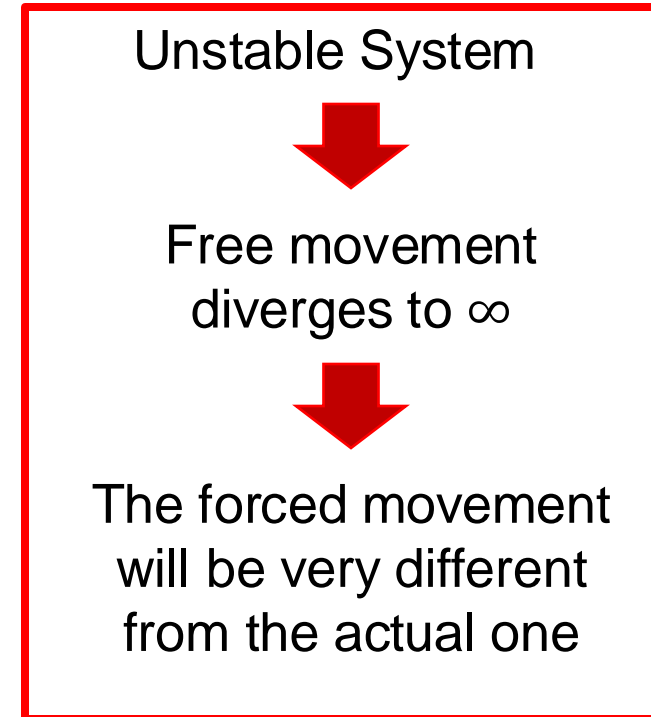 Unstable System
Free movement
diverges to ∞
The forced movement
will be very different
from the actual one